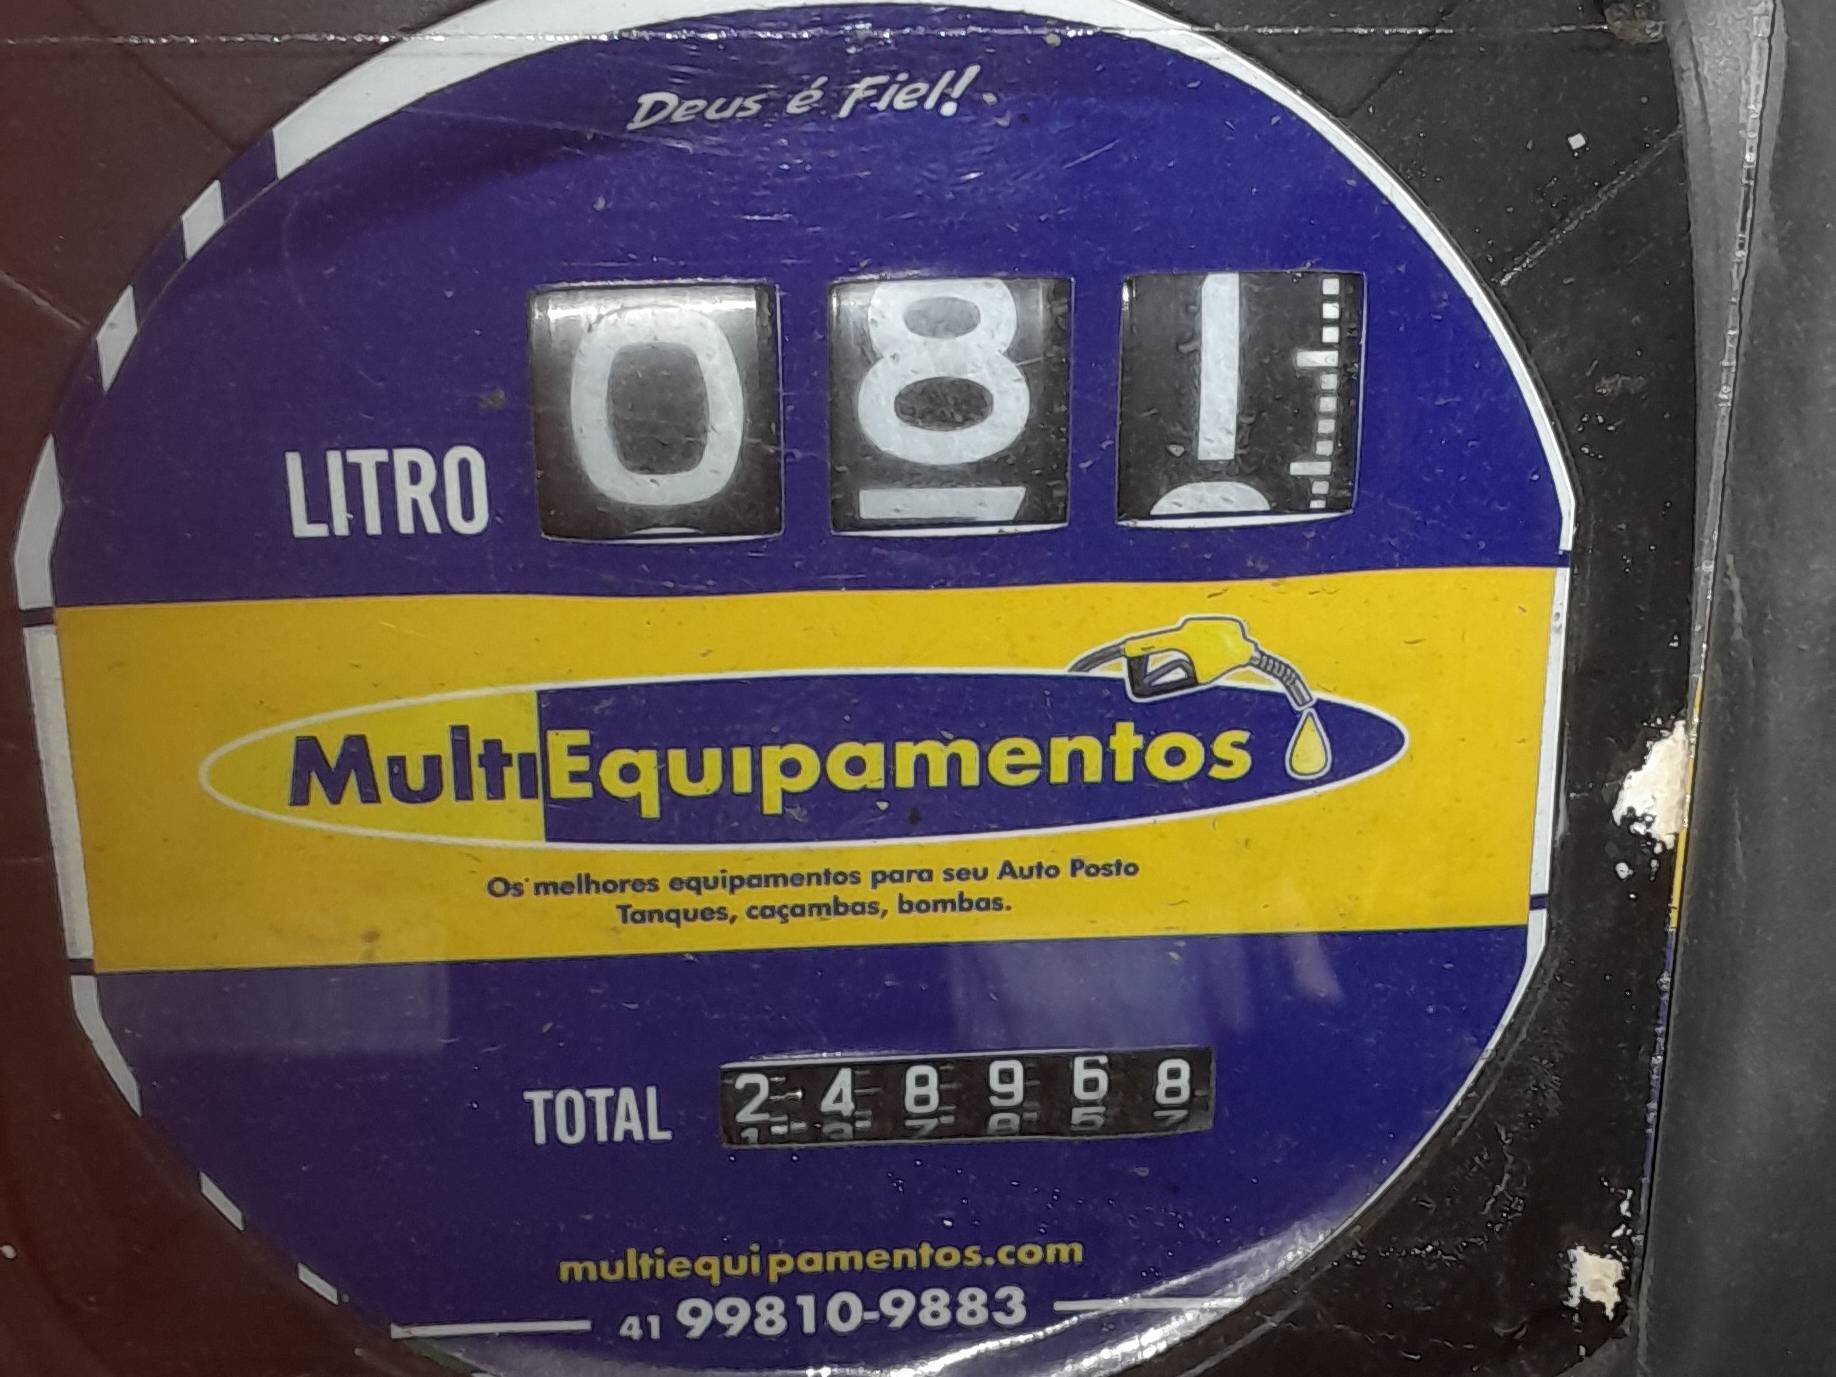 Deus é Fiel!
LITRO 081
MultiEquipamentos
Os melhores equipamentos para seu Auto Posto
Tanques, caçambas, bombas.
TOTAL 248968
multiequipamentos.com
41 99810-9883